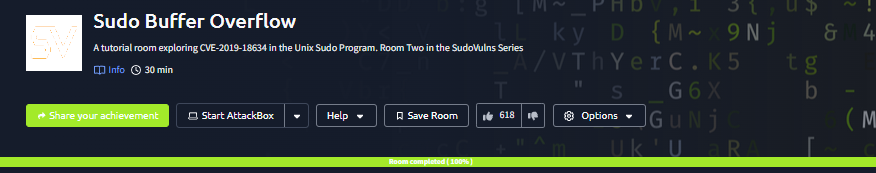 Sudo Buffer Overflow
A tutorial room exploring CVE-2019-18634 in the Unix Sudo Program. Room Two in the SudoVulns Series
Info 30 min
Share your achievement Start AttackBox Help Save Room 618 Options
Room completed ( 100% )